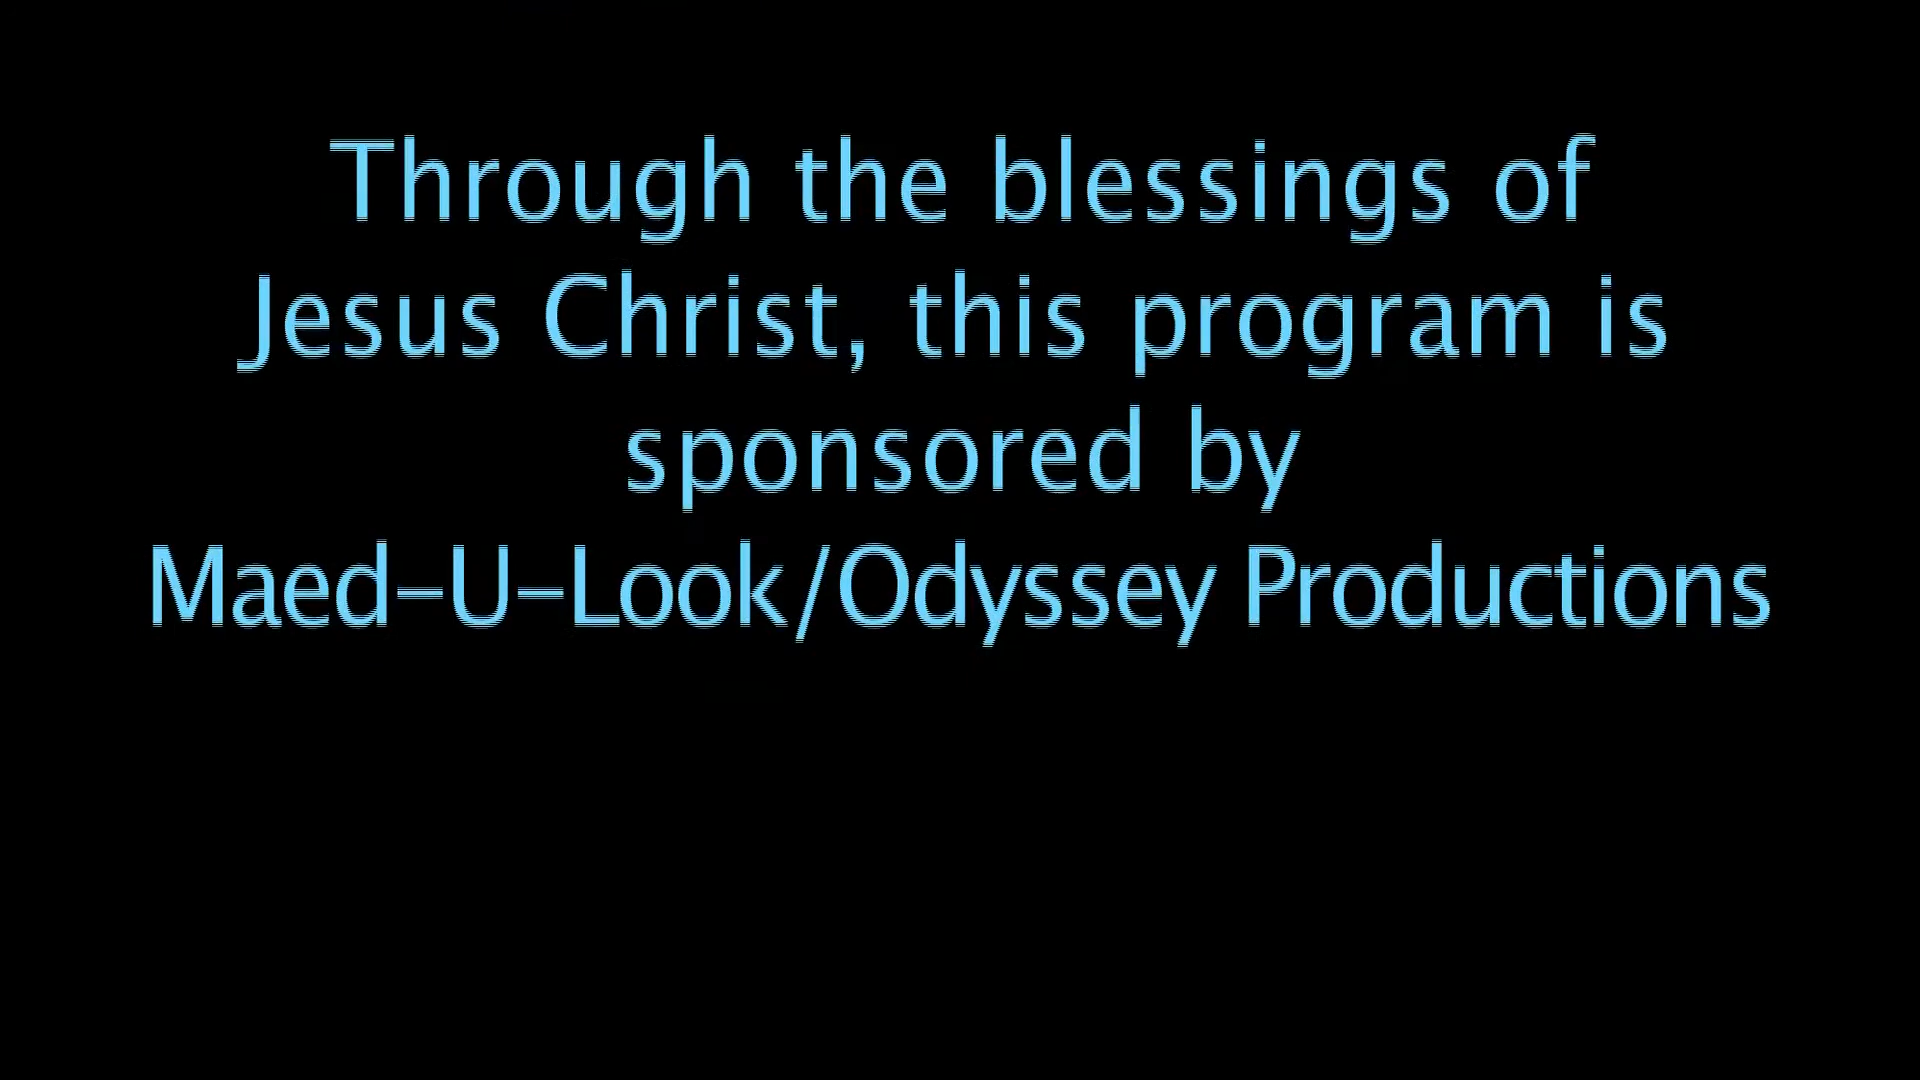 Through the blessings of
Jesus Christ, this program is
sponsored by
Maed-U-Look/Odyssey Productions